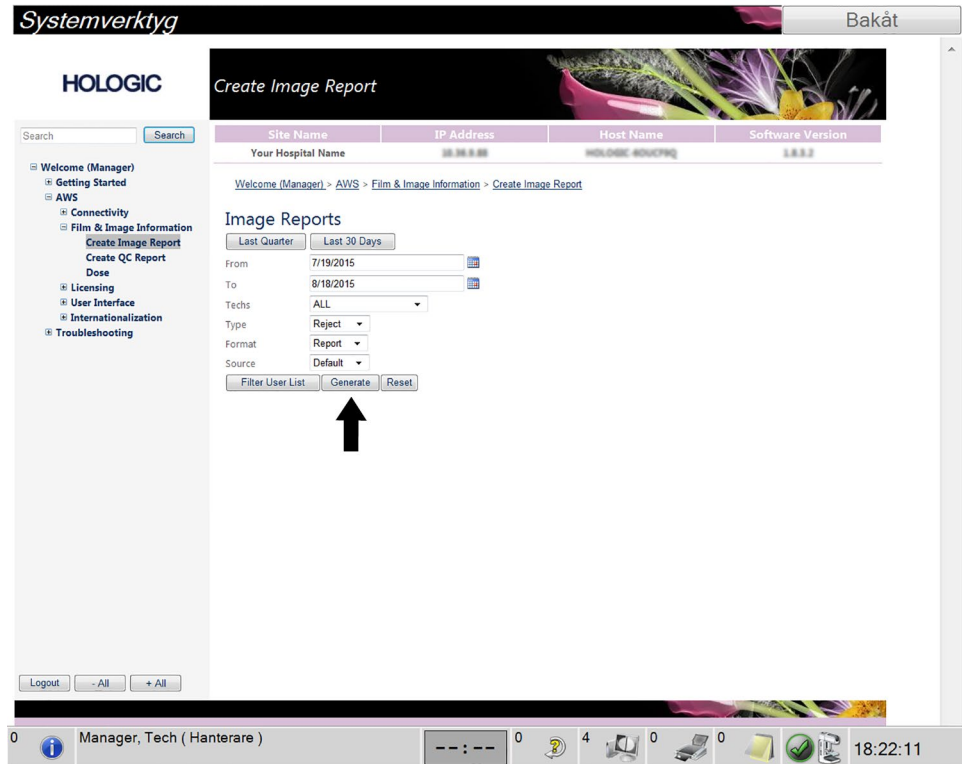 Systemverktyg
Bakåt
HOLOGIC
Create Image Report
Search Search
Site Name IP Address Host Name Software Version
Your Hospital Name
Welcome (Manager)
Getting Started
AWS
Connectivity
Film & Image Information
Create Image Report
Create QC Report
Dose
Licensing
User Interface
Internationalization
Troubleshooting
Welcome (Manager) > AWS > Film & Image Information > Create Image Report
Image Reports
Last Quarter Last 30 Days
From 7/19/2015
To 8/18/2015
Techs ALL
Type Reject
Format Report
Source Default
Filter User List Generate Reset
Logout - All + All
0 Manager, Tech ( Hanterare ) --:-- 0 4 0 0 18:22:11